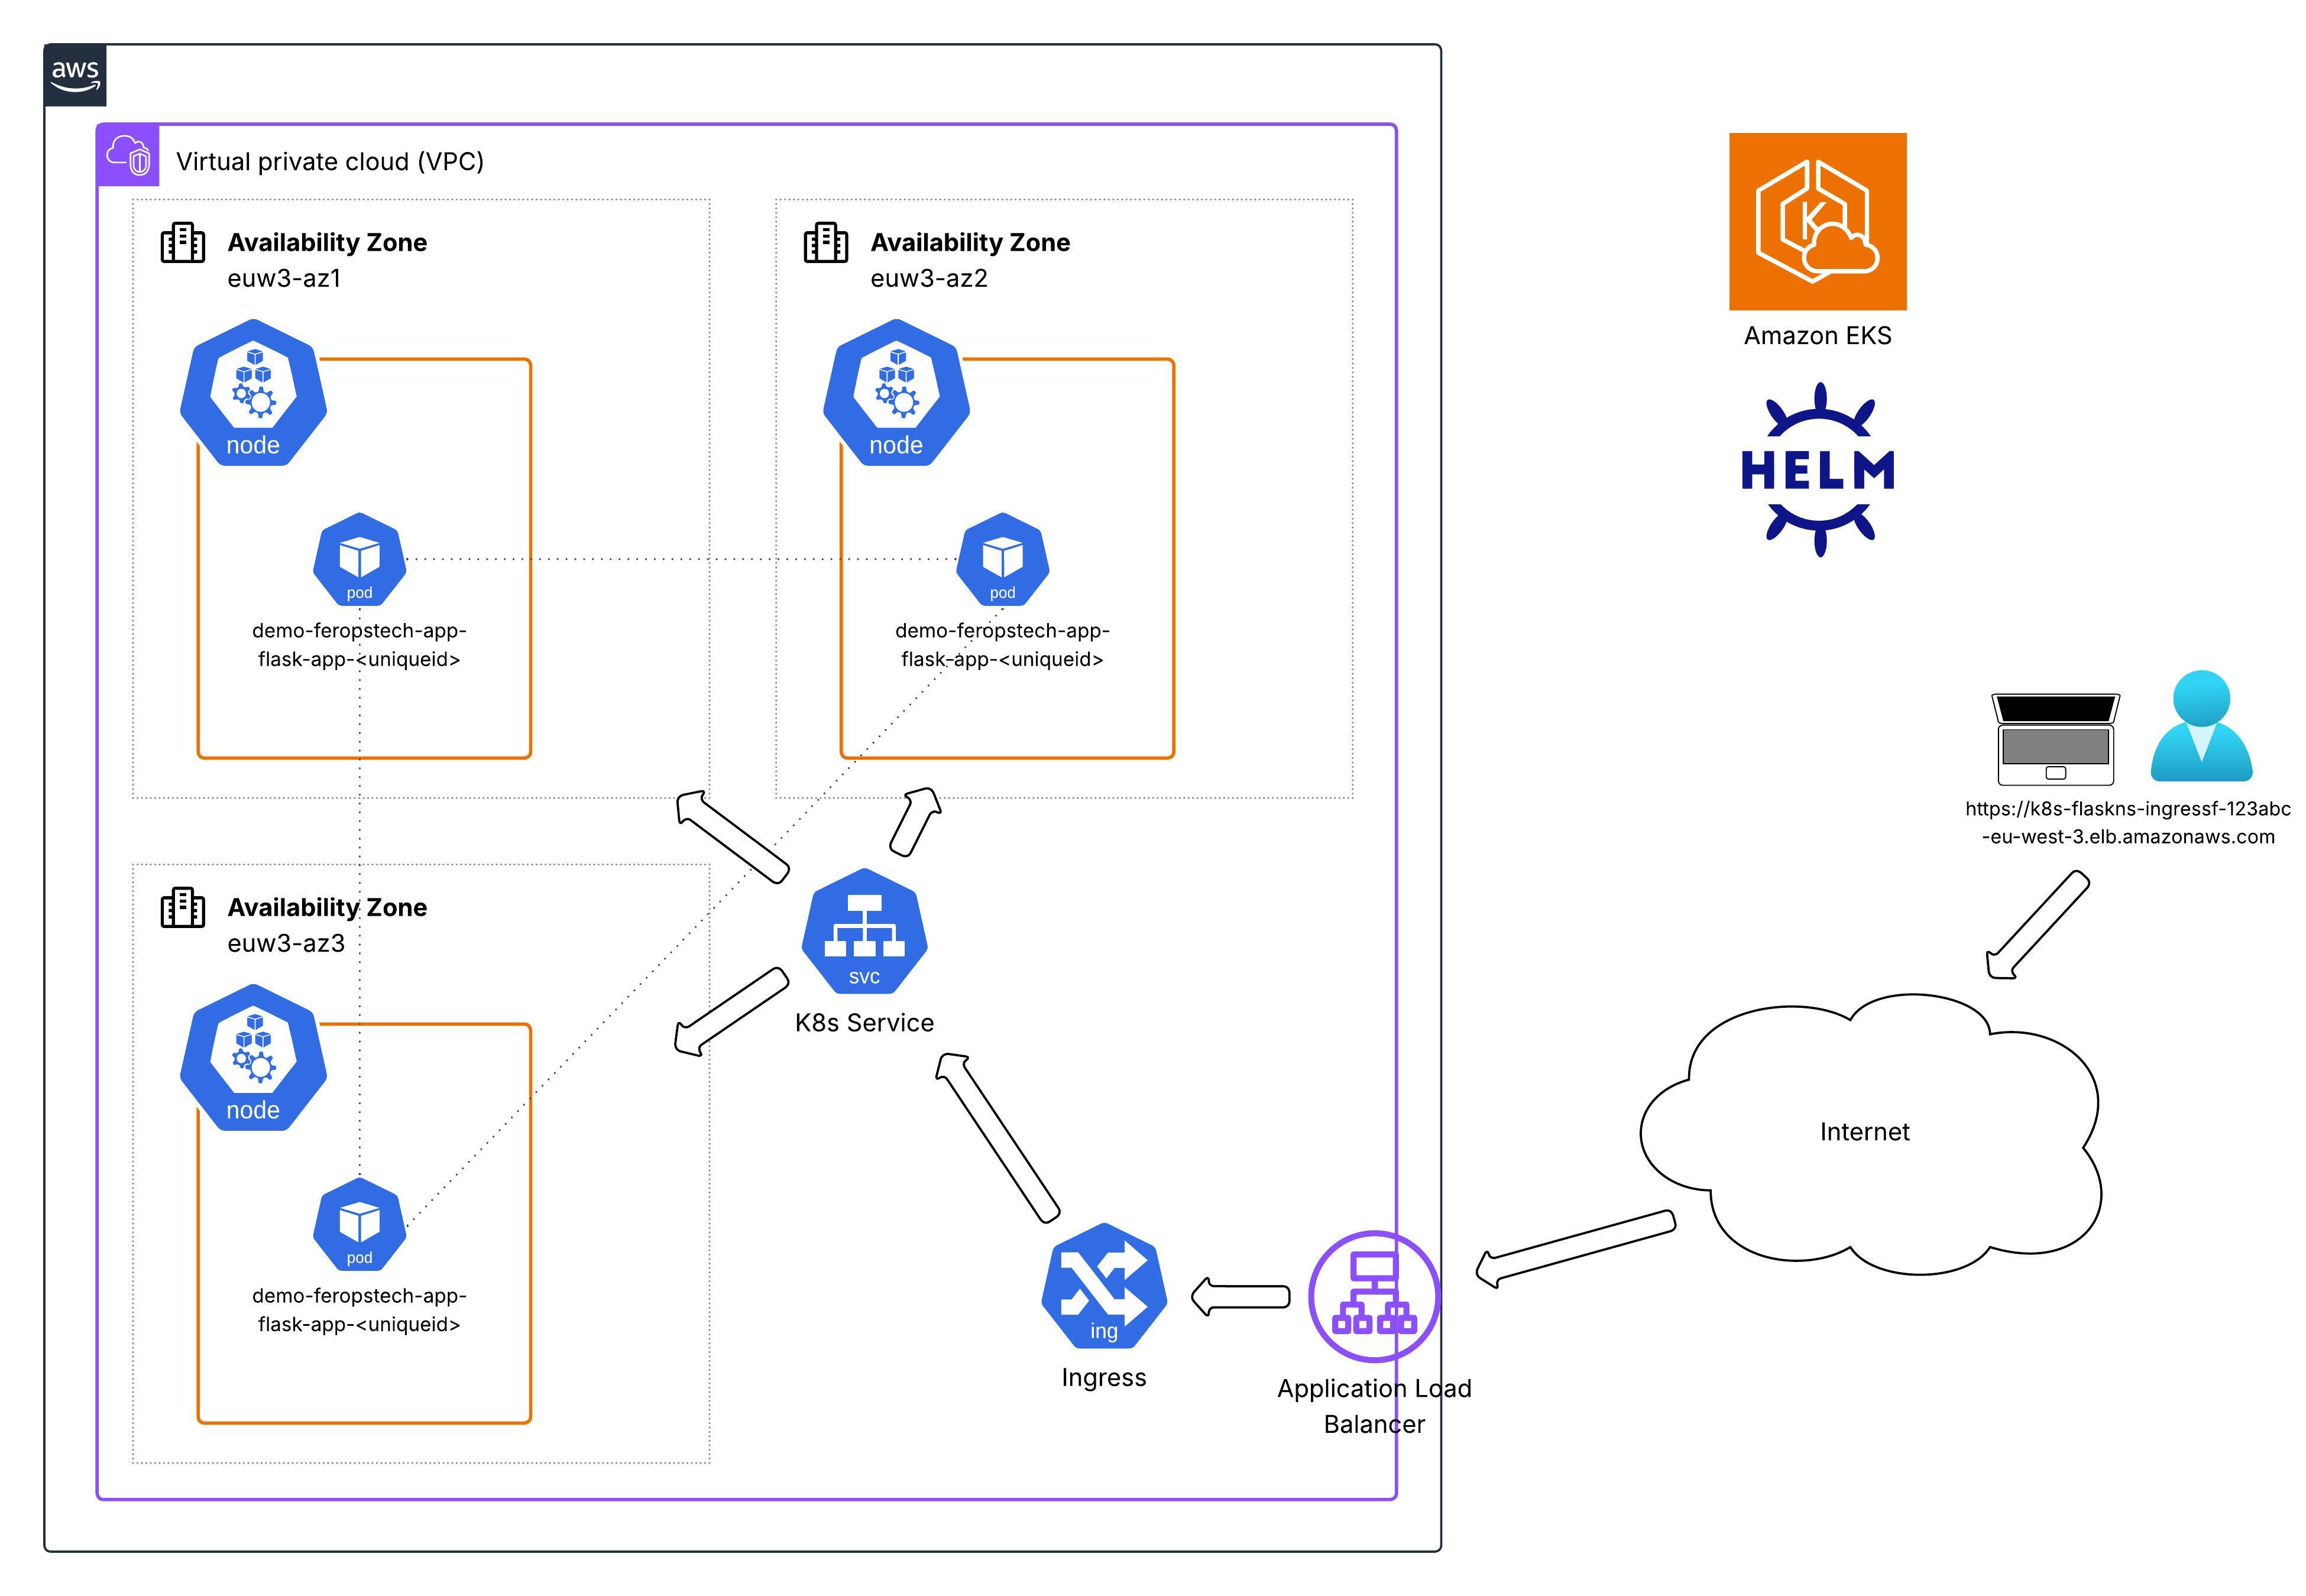 aws
Virtual private cloud (VPC)
Availability Zone
euw3-az1
node
pod
demo-feropstech-app-
flask-app-<uniqueid>
Availability Zone
euw3-az2
node
pod
demo-feropstech-app-
flask-app-<uniqueid>
Availability Zone
euw3-az3
node
pod
demo-feropstech-app-
flask-app-<uniqueid>
svc
K8s Service
ing
Ingress
Application Load
Balancer
K
Amazon EKS
HELM
https://k8s-flaskns-ingressf-123abc
-eu-west-3.elb.amazonaws.com
Internet